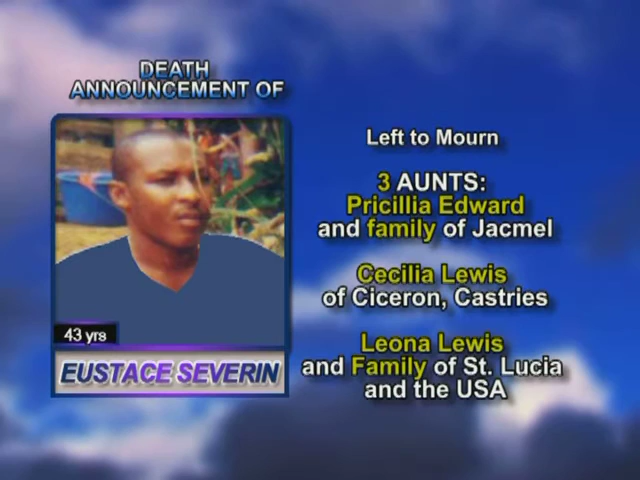 DEATH
ANNOUNCEMENT OF
43 yrs
EUSTACE SEVERIN
Left to Mourn
3 AUNTS:
Pricillia Edward
and family of Jacmel
Cecilia Lewis
of Ciceron, Castries
Leona Lewis
and Family of St. Lucia
and the USA